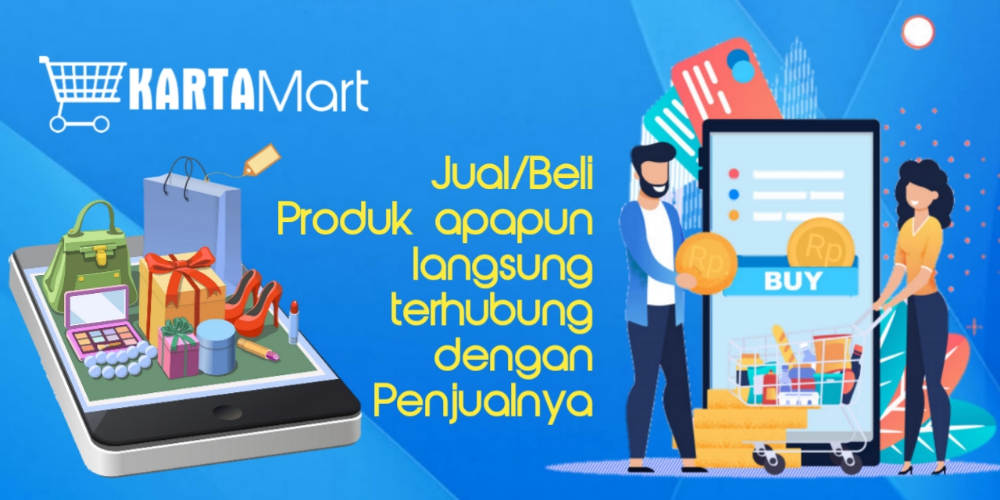 KARTAMart
Jual/Beli
Produk apapun
langsung
terhubung
dengan
Penjualnya
Rp
Rp
BUY